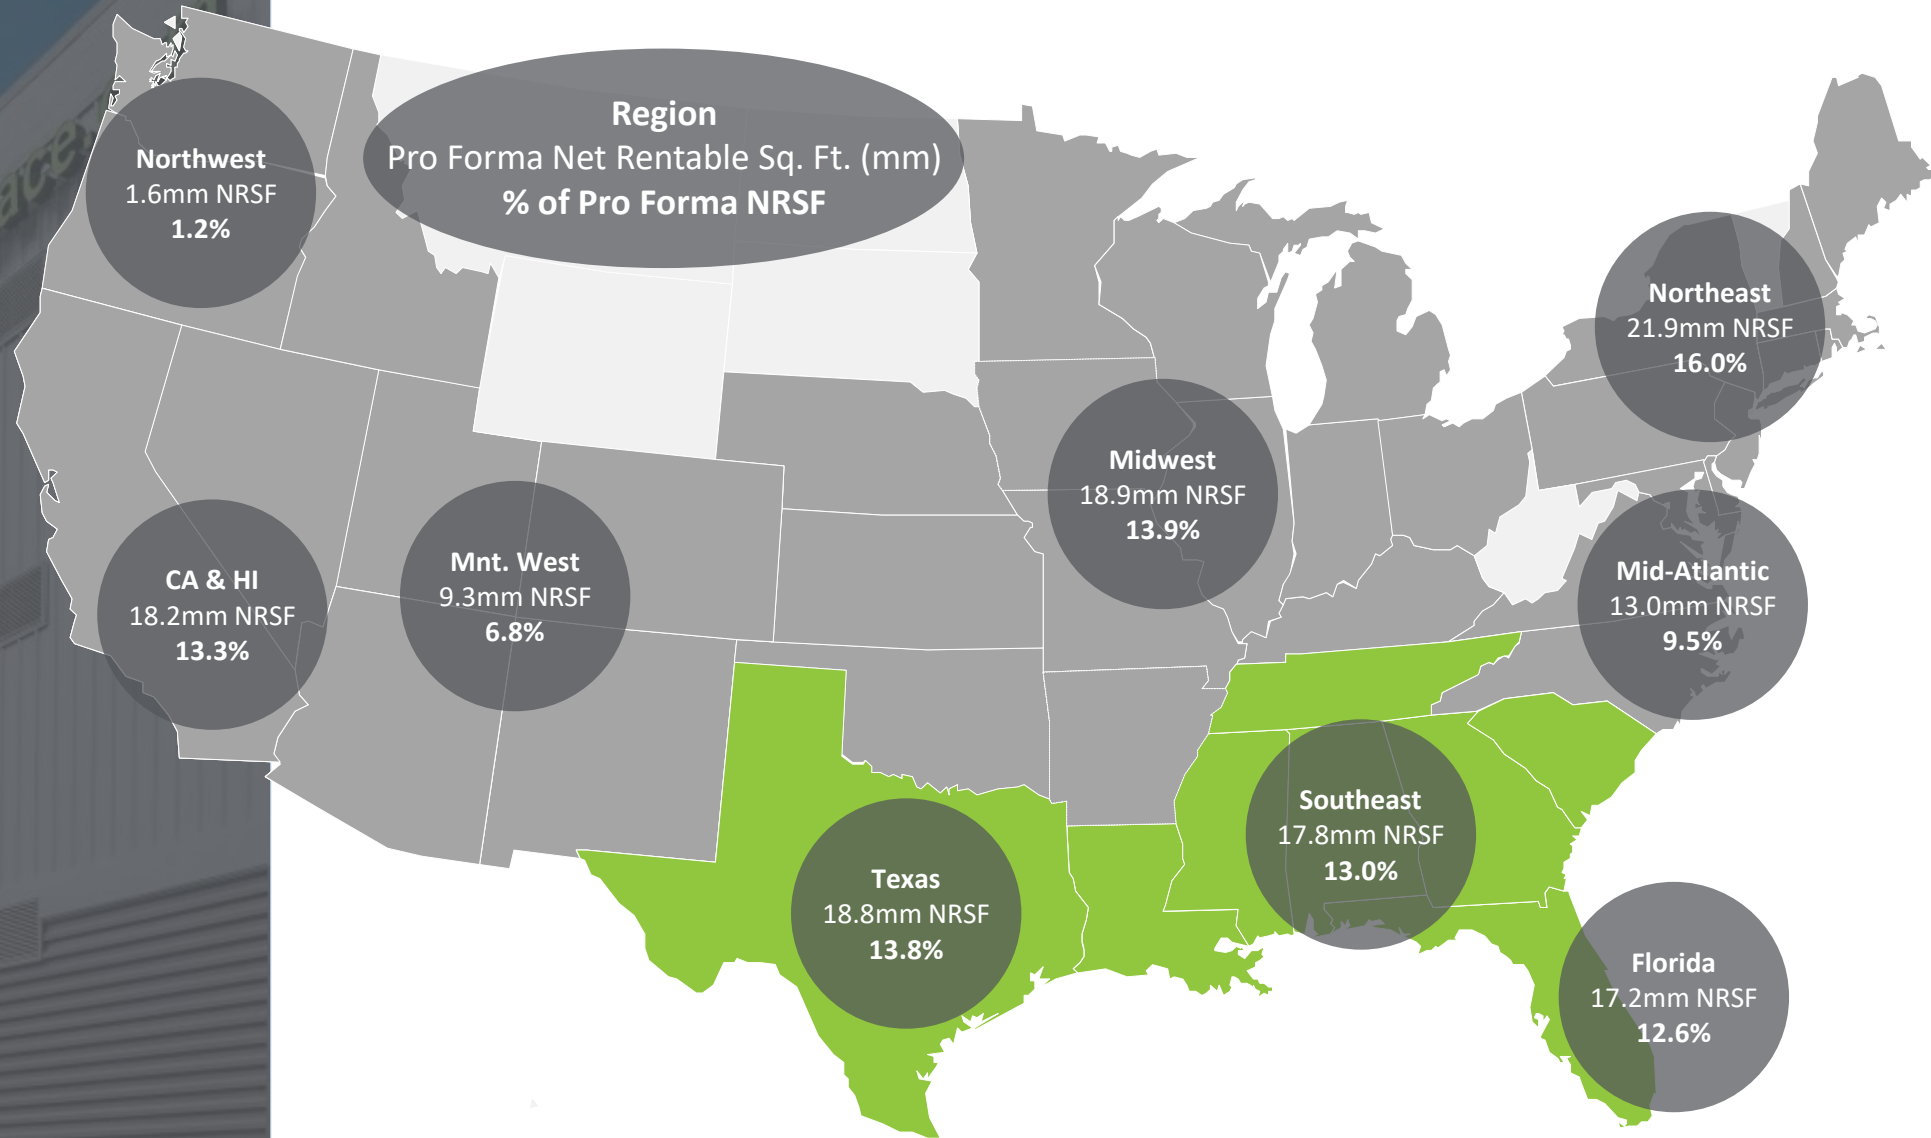 Region
Pro Forma Net Rentable Sq. Ft. (mm)
% of Pro Forma NRSF
Northwest
1.6mm NRSF
1.2%
Northeast
21.9mm NRSF
16.0%
Midwest
18.9mm NRSF
13.9%
Mnt. West
9.3mm NRSF
6.8%
CA & HI
18.2mm NRSF
13.3%
Mid-Atlantic
13.0mm NRSF
9.5%
Southeast
17.8mm NRSF
13.0%
Texas
18.8mm NRSF
13.8%
Florida
17.2mm NRSF
12.6%